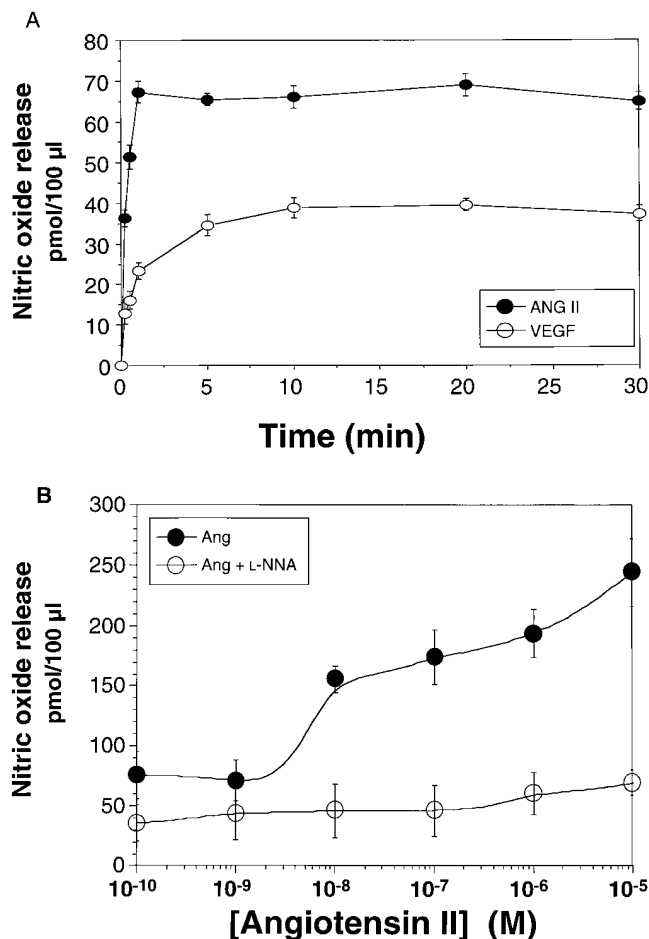 A
Nitric oxide release
pmol/100 µl
80
70
60
50
40
30
20
10
0
ANG II
VEGF
0 5 10 15 20 25 30
Time (min)
B
Nitric oxide release
pmol/100 µl
300
250
200
150
100
50
0
Ang
Ang + L-NNA
10-10 10-9 10-8 10-7 10-6 10-5
[Angiotensin II] (M)